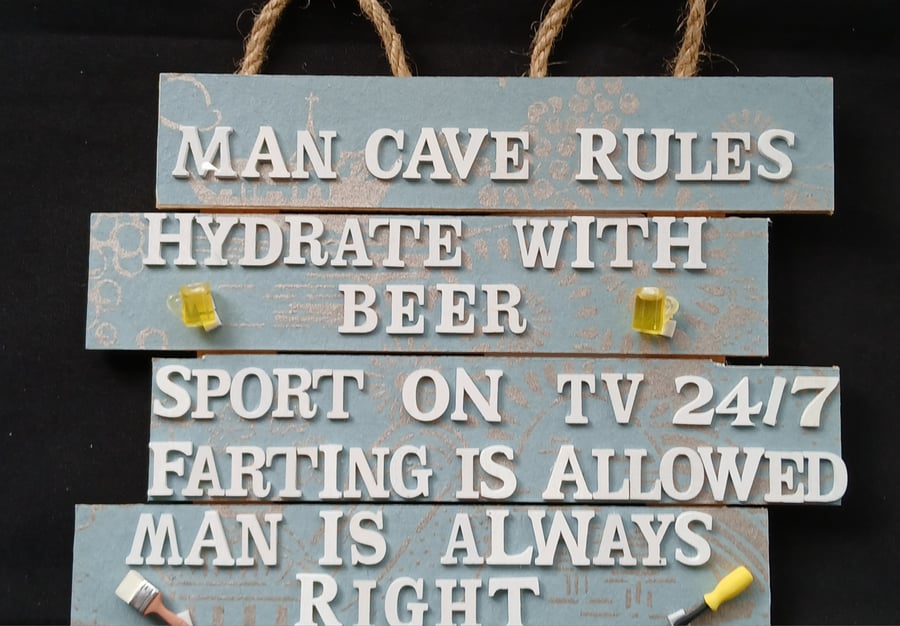 MAN CAVE RULES
HYDRATE WITH
BEER
SPORT ON TV 24/7
FARTING IS ALLOWED
MAN IS ALWAYS
RIGHT